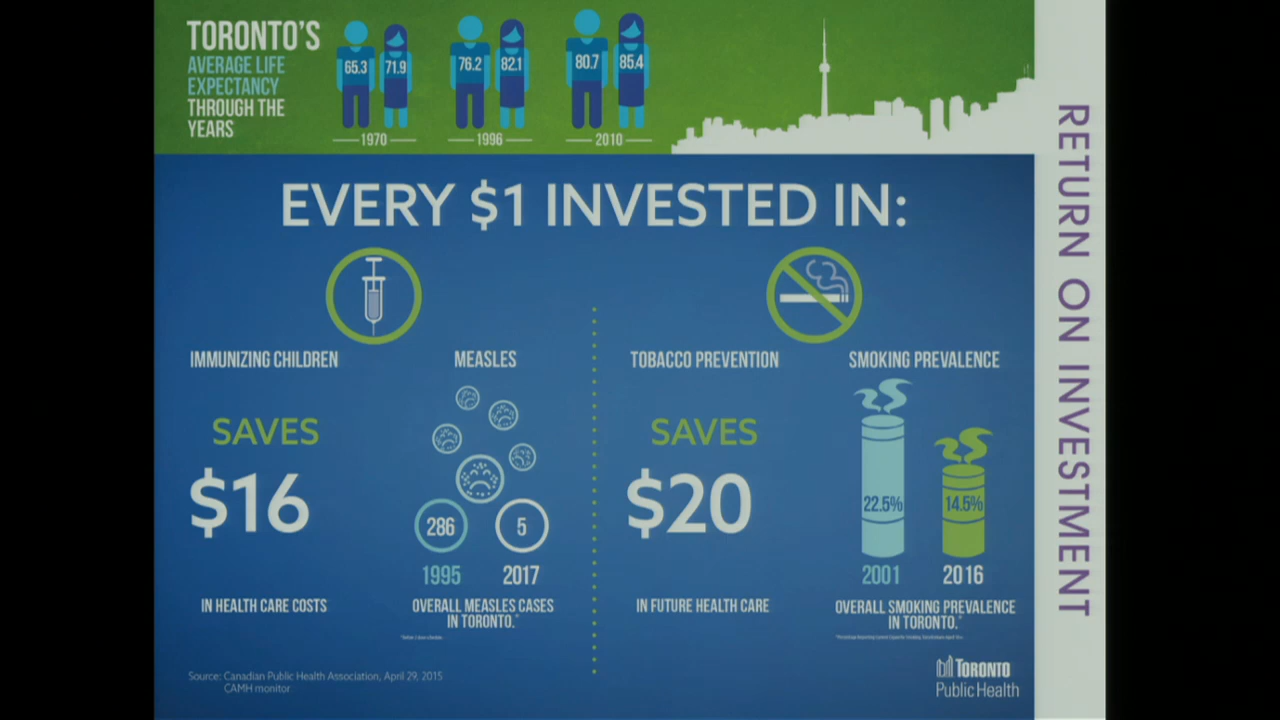 TORONTO'S
AVERAGE LIFE
EXPECTANCY
THROUGH THE
YEARS
65.3 71.9
76.2 82.1
80.7 85.4
1970
1996
2010
RETURN ON INVESTMENT
EVERY $1 INVESTED IN:
IMMUNIZING CHILDREN
SAVES
$16
IN HEALTH CARE COSTS
MEASLES
286 5
1995 2017
OVERALL MEASLES CASES
IN TORONTO.*
TOBACCO PREVENTION
SAVES
$20
IN FUTURE HEALTH CARE
SMOKING PREVALENCE
22.5% 14.5%
2001 2016
OVERALL SMOKING PREVALENCE
IN TORONTO.*
Source: Canadian Public Health Association, April 29, 2015
CAMH monitor
TORONTO
Public Health